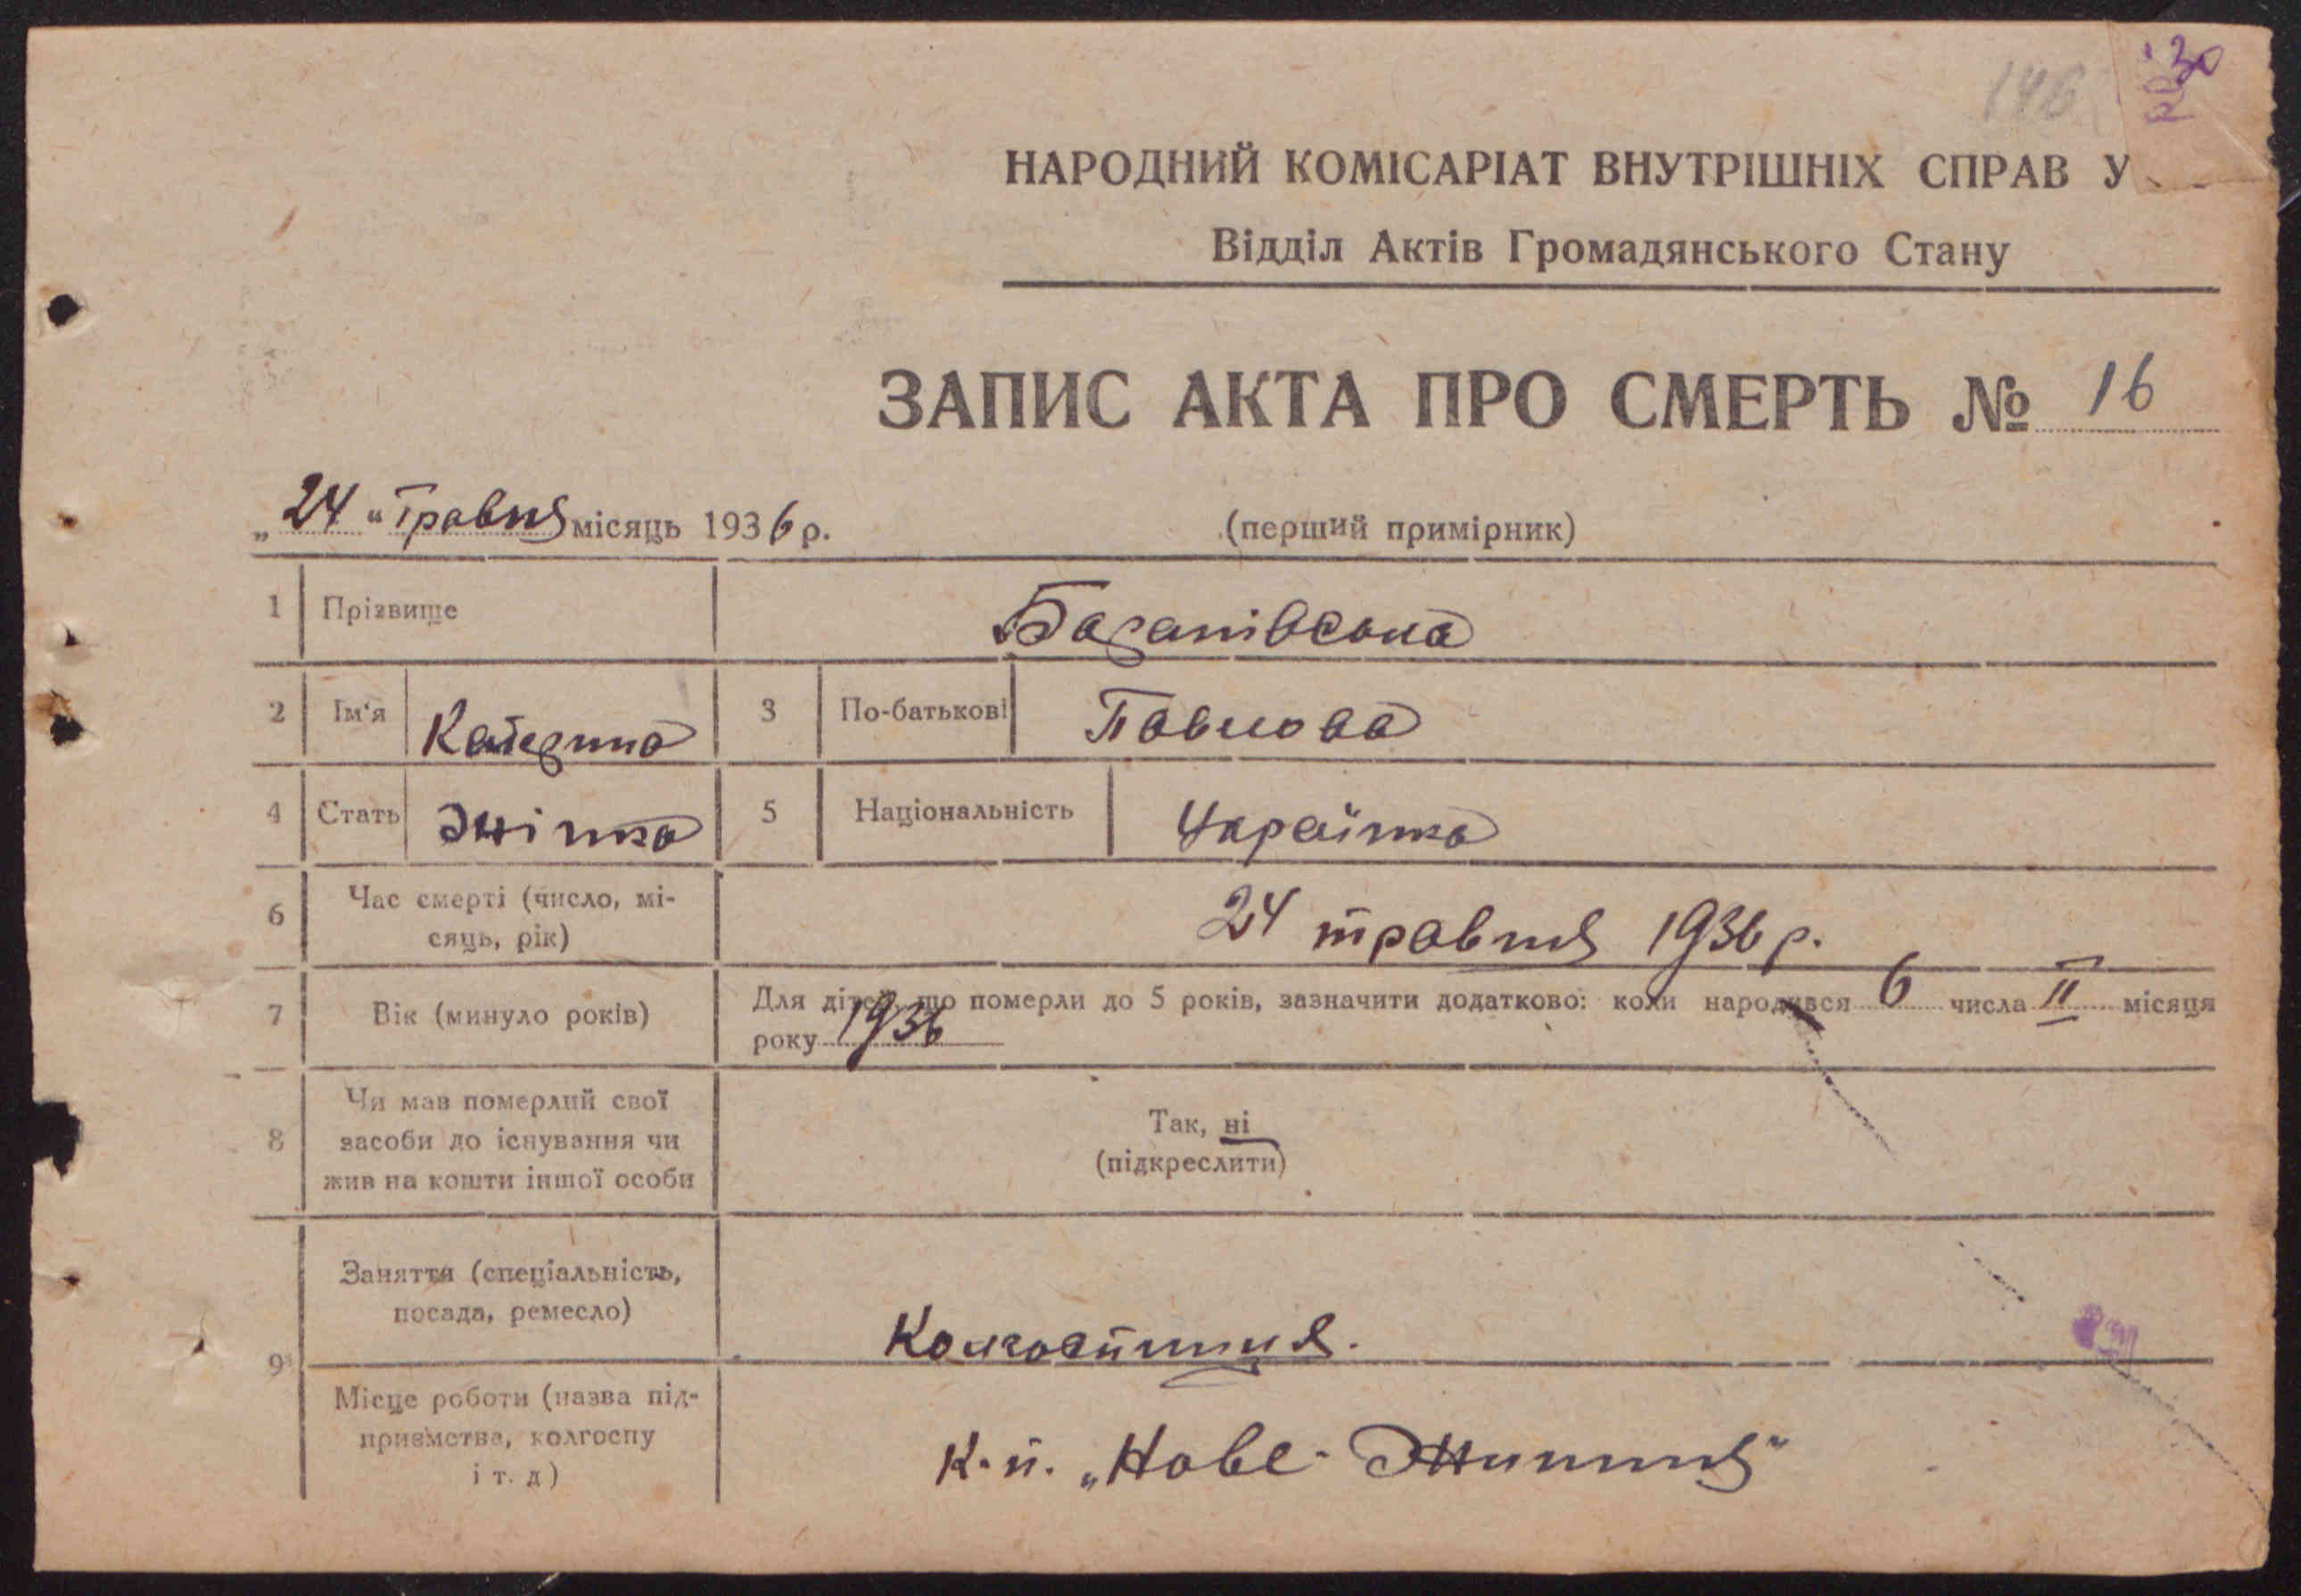 146
30
НАРОДНИЙ КОМІСАРІАТ ВНУТРІШНІХ СПРАВ У
Відділ Актів Громадянського Стану
ЗАПИС АКТА ПРО СМЕРТЬ № 16
„24“ Травня місяць 1936 р.
(перший примірник)
1 Прізвище Базанівська
2 Ім'я Катерина 3 По-батькові Павлова
4 Стать Жінка 5 Національність Українка
6 Час смерті (число, мі-
сяць, рік) 24 травня 1936 р.
7 Вік (минуло років) Для дітей, що померли до 5 років, зазначити додатково: коли народився 6 числа II місяця
року 1936
8 Чи мав померлий свої
засоби до існування чи
жив на кошти іншої особи
Так, ні
(підкреслити)
9 Заняття (спеціальність,
посада, ремесло) Колгоспниця.
Місце роботи (назва під-
приємства, колгоспу
і т. д) К-п. „Нове-Життя“